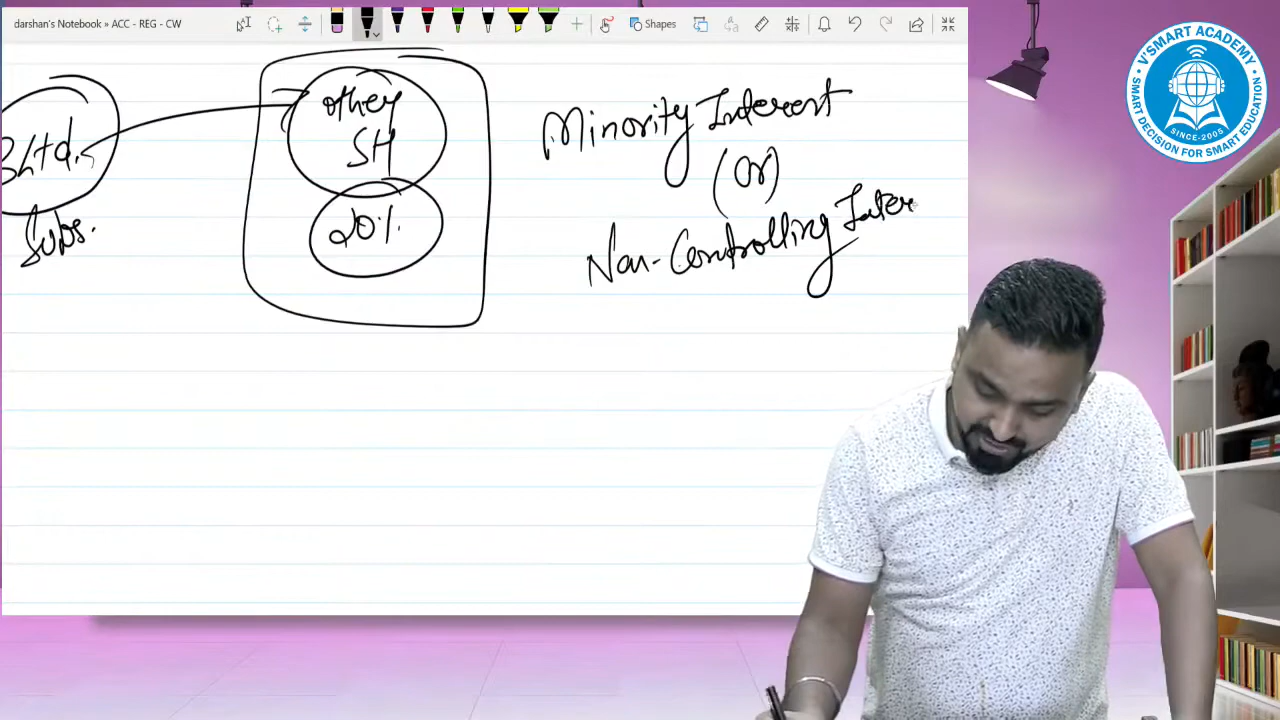 darshan's Notebook » ACC - REG - CW
Shapes
V'SMART ACADEMY
SMART DECISION FOR SMART EDUCATION
SINCE-2005
BLtd.
Subs.
other
SH
20%
Minority Interest
(or)
Non-Controlling Inter